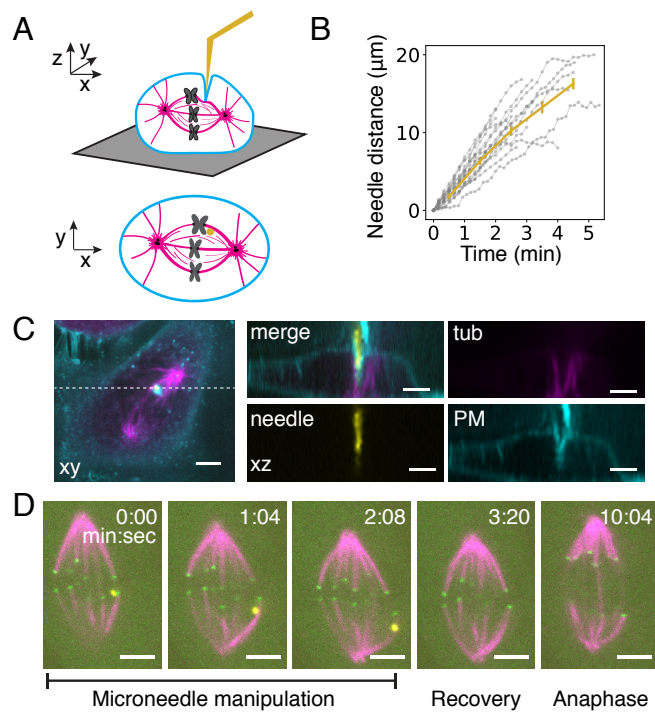 A
z
y
x
y
x
B
Needle distance (μm)
20
10
0
0 1 2 3 4 5
Time (min)
C
xy
merge
tub
needle
xz
PM
D
0:00
min:sec
1:04
2:08
3:20
10:04
Microneedle manipulation
Recovery
Anaphase